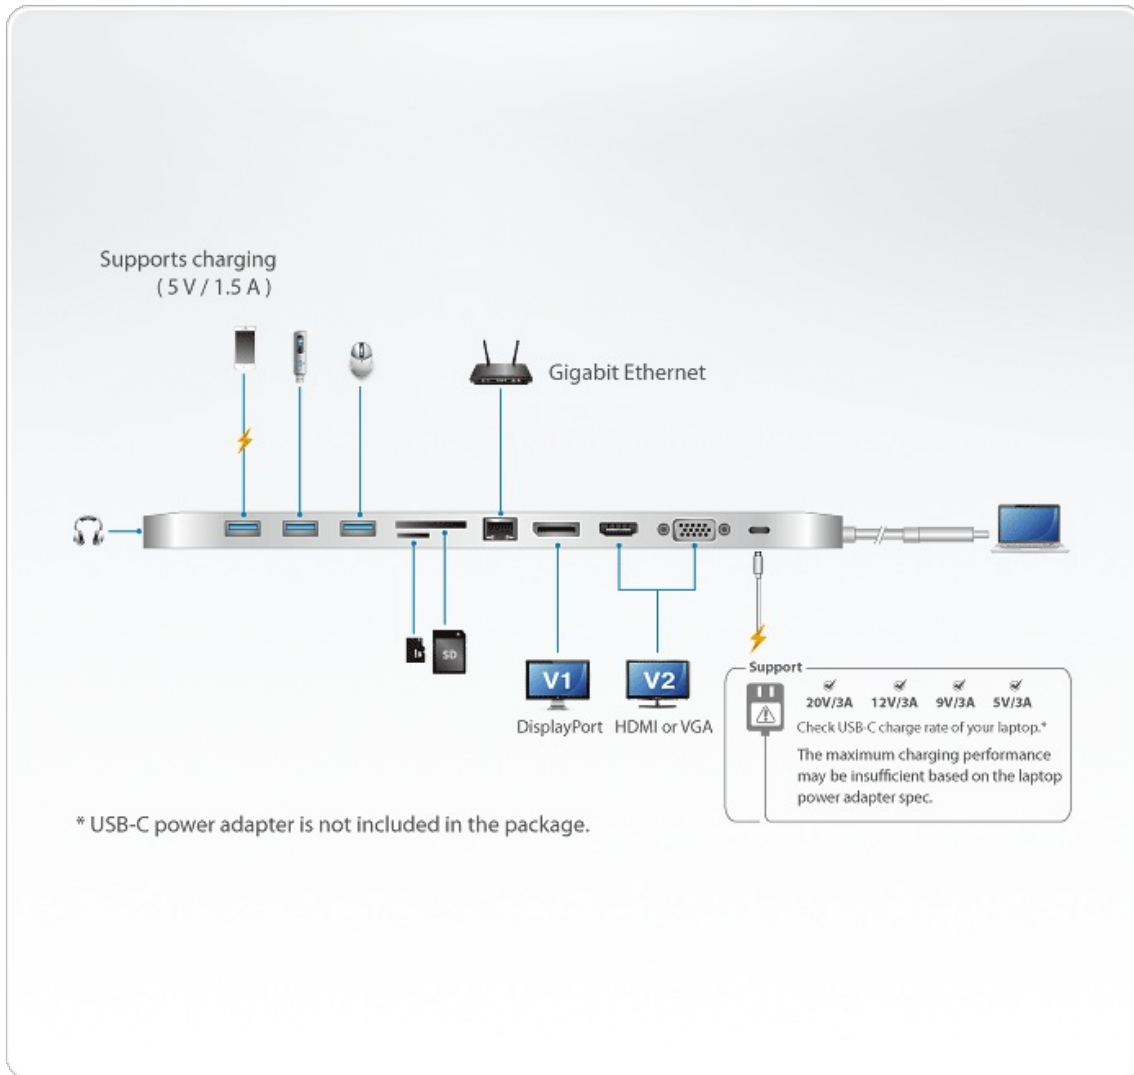 Supports charging
( 5 V / 1.5 A )
Gigabit Ethernet
SD
V1
V2
DisplayPort
HDMI or VGA
Support
20V/3A 12V/3A 9V/3A 5V/3A
Check USB-C charge rate of your laptop.*
The maximum charging performance
may be insufficient based on the laptop
power adapter spec.
* USB-C power adapter is not included in the package.